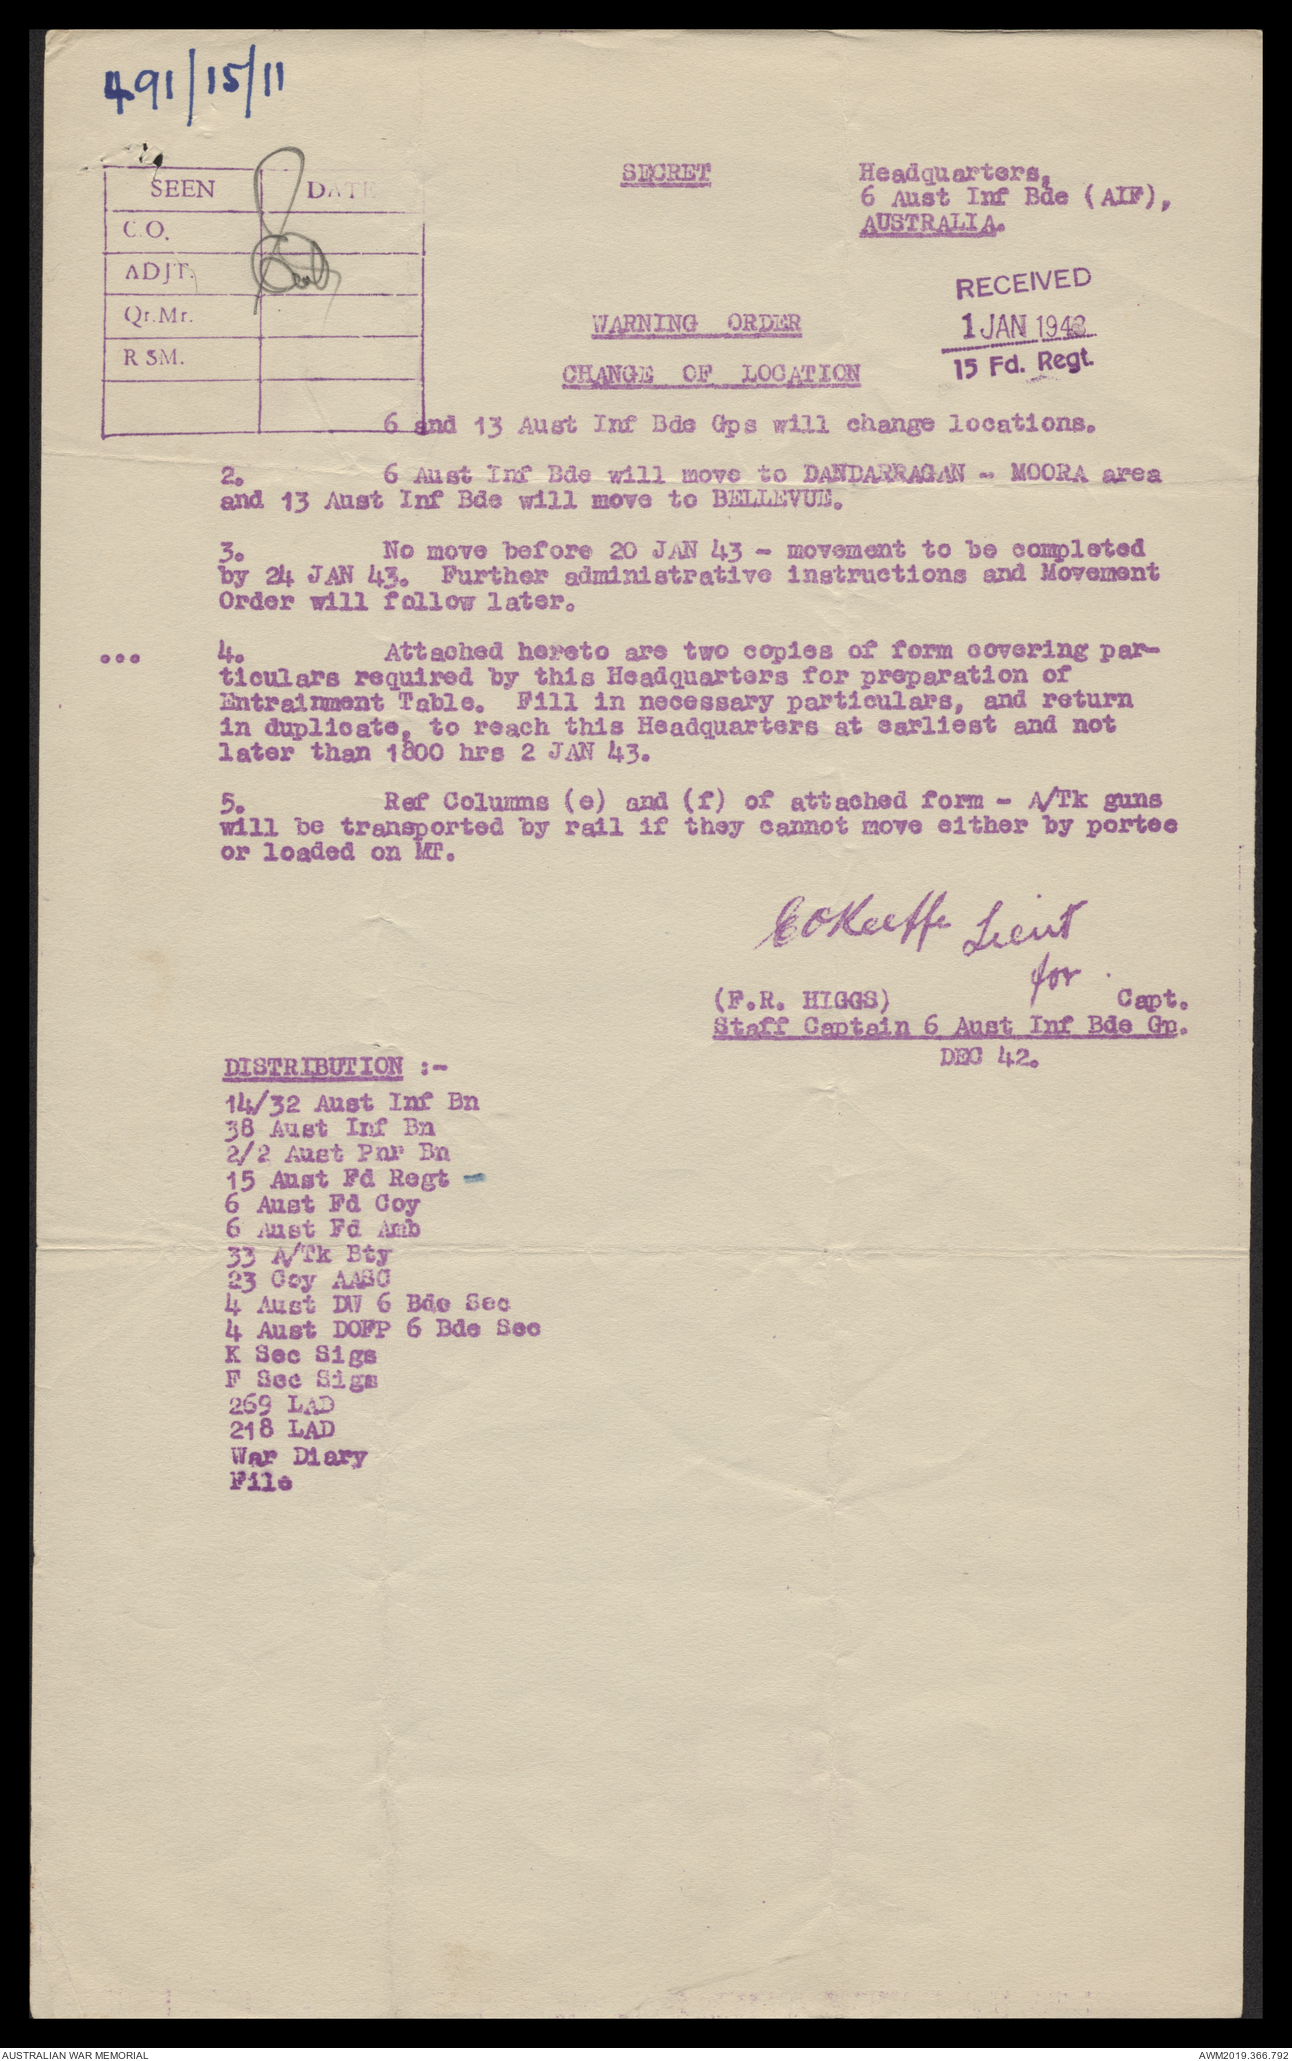 491/15/11
SEEN DATE
C.O.
ADJT.
Qr.Mr.
R.S.M.
SECRET
Headquarters,
6 Aust Inf Bde (AIF),
AUSTRALIA.
RECEIVED
1 JAN 1943
15 Fd. Regt.
WARNING ORDER
CHANGE OF LOCATION
6 and 13 Aust Inf Bde Gps will change locations.
2. 6 Aust Inf Bde will move to DANDARRAGAN - MOORA area
and 13 Aust Inf Bde will move to BELLEVUE.
3. No move before 20 JAN 43 - movement to be completed
by 24 JAN 43. Further administrative instructions and Movement
Order will follow later.
... 4. Attached hereto are two copies of form covering par-
ticulars required by this Headquarters for preparation of
Entrainment Table. Fill in necessary particulars, and return
in duplicate, to reach this Headquarters at earliest and not
later than 1800 hrs 2 JAN 43.
5. Ref Columns (e) and (f) of attached form - A/Tk guns
will be transported by rail if they cannot move either by portee
or loaded on MT.
COKeeffe Lieut
for
(F.R. HIGGS) Capt.
Staff Captain 6 Aust Inf Bde Gp.
DEC 42.
DISTRIBUTION :-
14/32 Aust Inf Bn
38 Aust Inf Bn
2/2 Aust Pnr Bn
15 Aust Fd Regt -
6 Aust Fd Coy
6 Aust Fd Amb
33 A/Tk Bty
23 Coy AASC
4 Aust DW 6 Bde Sec
4 Aust DOFP 6 Bde Sec
K Sec Sigs
F Sec Sigs
269 LAD
218 LAD
War Diary
File
AUSTRALIAN WAR MEMORIAL
AWM2019.366.792